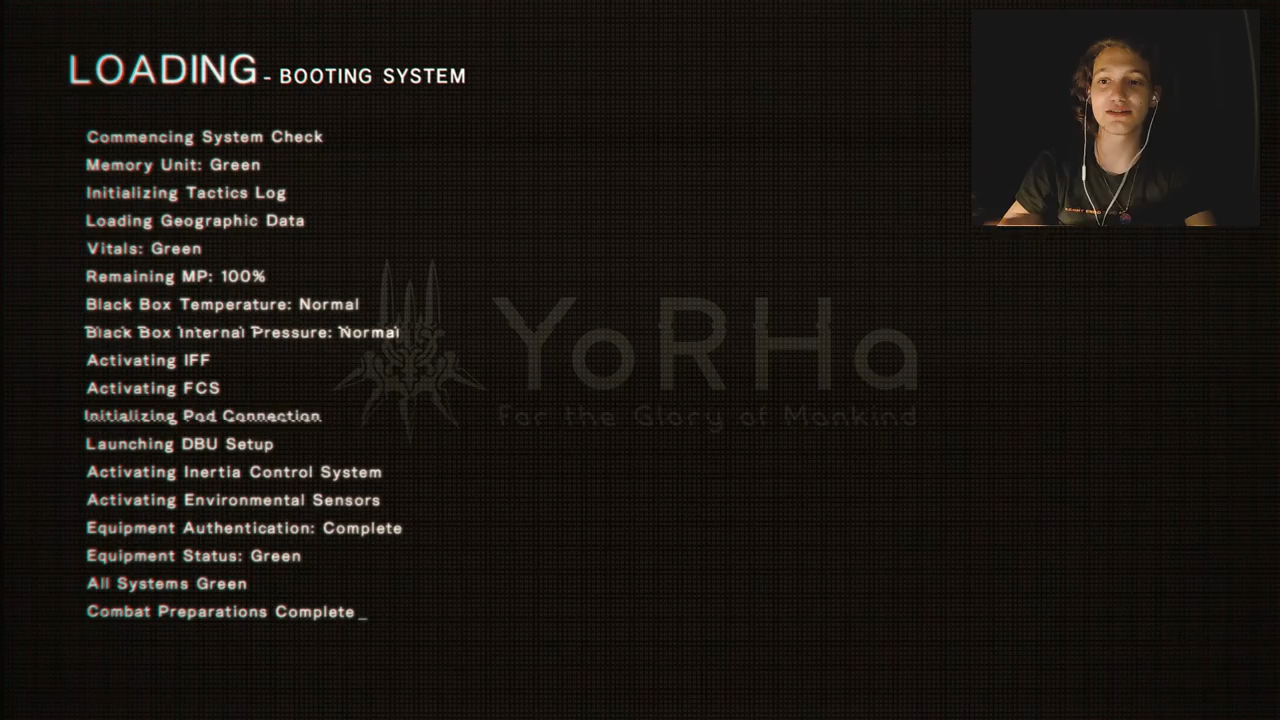 LOADING - BOOTING SYSTEM
Commencing System Check
Memory Unit: Green
Initializing Tactics Log
Loading Geographic Data
Vitals: Green
Remaining MP: 100%
Black Box Temperature: Normal
Black Box Internal Pressure: Normal
Activating IFF
Activating FCS
Initializing Pod Connection
Launching DBU Setup
Activating Inertia Control System
Activating Environmental Sensors
Equipment Authentication: Complete
Equipment Status: Green
All Systems Green
Combat Preparations Complete _
YoRHa
For the Glory of Mankind